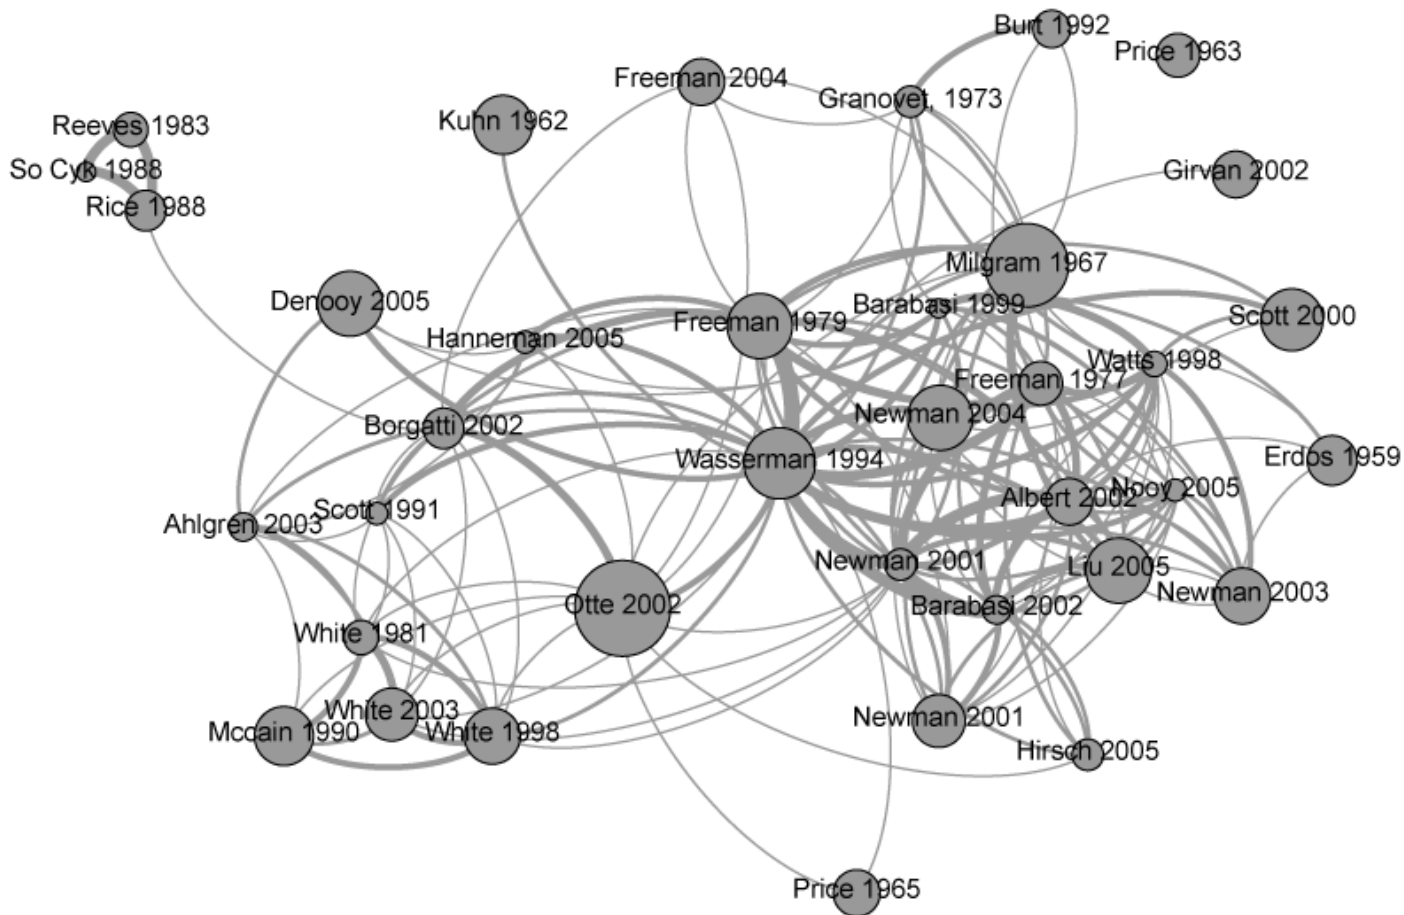 Burt 1992
Price 1963
Freeman 2004
Granovet, 1973
Kuhn 1962
Reeves 1983
So Cyk 1988
Girvan 2002
Rice 1988
Milgram 1967
Denooy 2005
Barabasi 1999
Scott 2000
Freeman 1979
Hanneman 2005
Watts 1998
Freeman 1977
Newman 2004
Borgatti 2002
Wasserman 1994
Erdos 1959
Nooy 2005
Albert 2002
Scott 1991
Ahlgren 2003
Newman 2001
Liu 2005
Newman 2003
Otte 2002
Barabasi 2002
White 1981
White 2003
Newman 2001
Mccain 1990
White 1998
Hirsch 2005
Price 1965